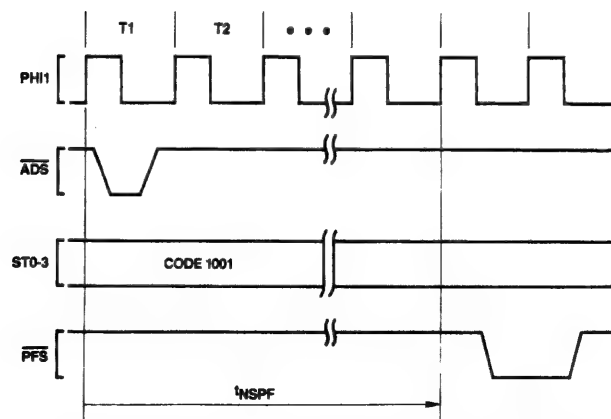 T1 T2 • • •
PHI1
ADS
ST0-3 CODE 1001
PFS
tNSPF